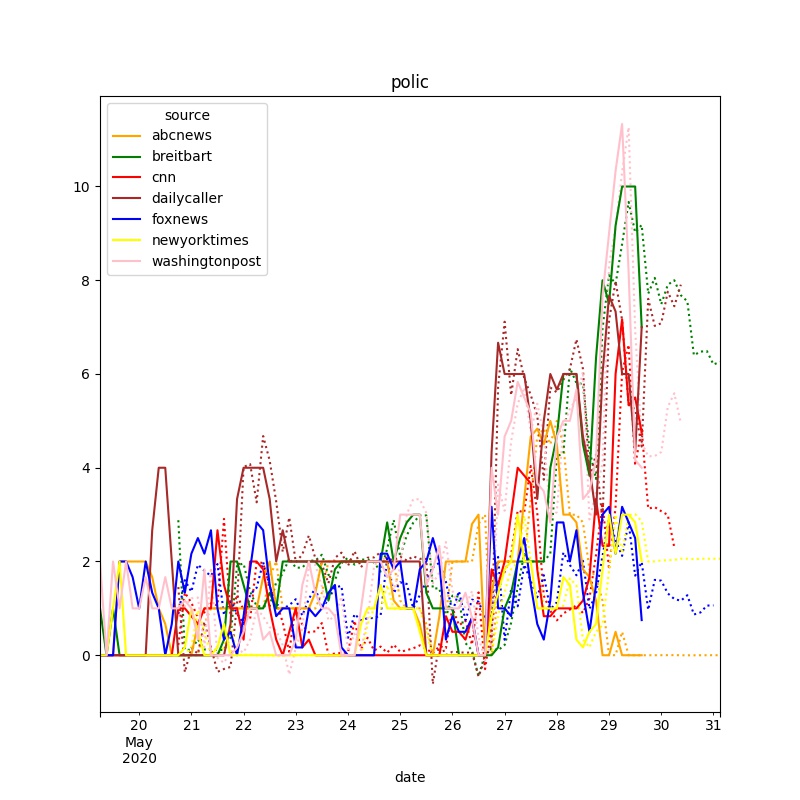 polic
source
abcnews
breitbart
cnn
dailycaller
foxnews
newyorktimes
washingtonpost
10
8
6
4
2
0
20 21 22 23 24 25 26 27 28 29 30 31
May
2020
date